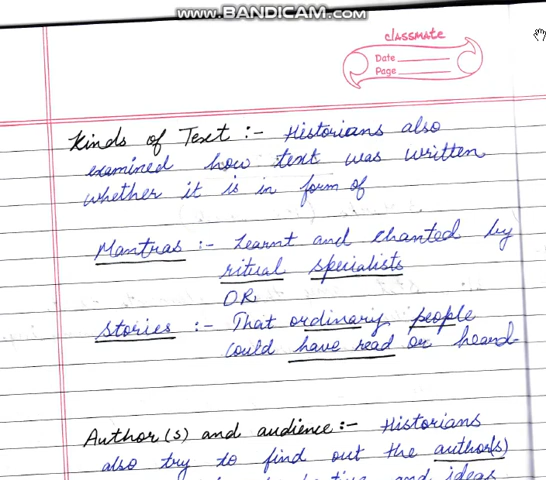 www.BANDICAM.com
classmate
Date
Page
Kinds of Text :- Historians also
examined how text was written
whether it is in form of
Mantras :- Learnt and chanted by
ritual specialists
OR
Stories :- That ordinary people
could have read or heard
Author(s) and audience :- Historians
also try to find out the author(s)
and ideas